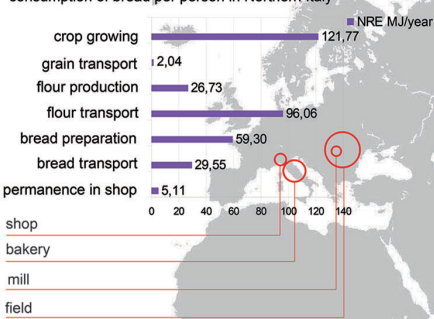 consumption of bread per person in Northern Italy
NRE MJ/year
crop growing 121,77
grain transport 2,04
flour production 26,73
flour transport 96,06
bread preparation 59,30
bread transport 29,55
permanence in shop 5,11
0 20 40 60 80 100 120 140
shop
bakery
mill
field